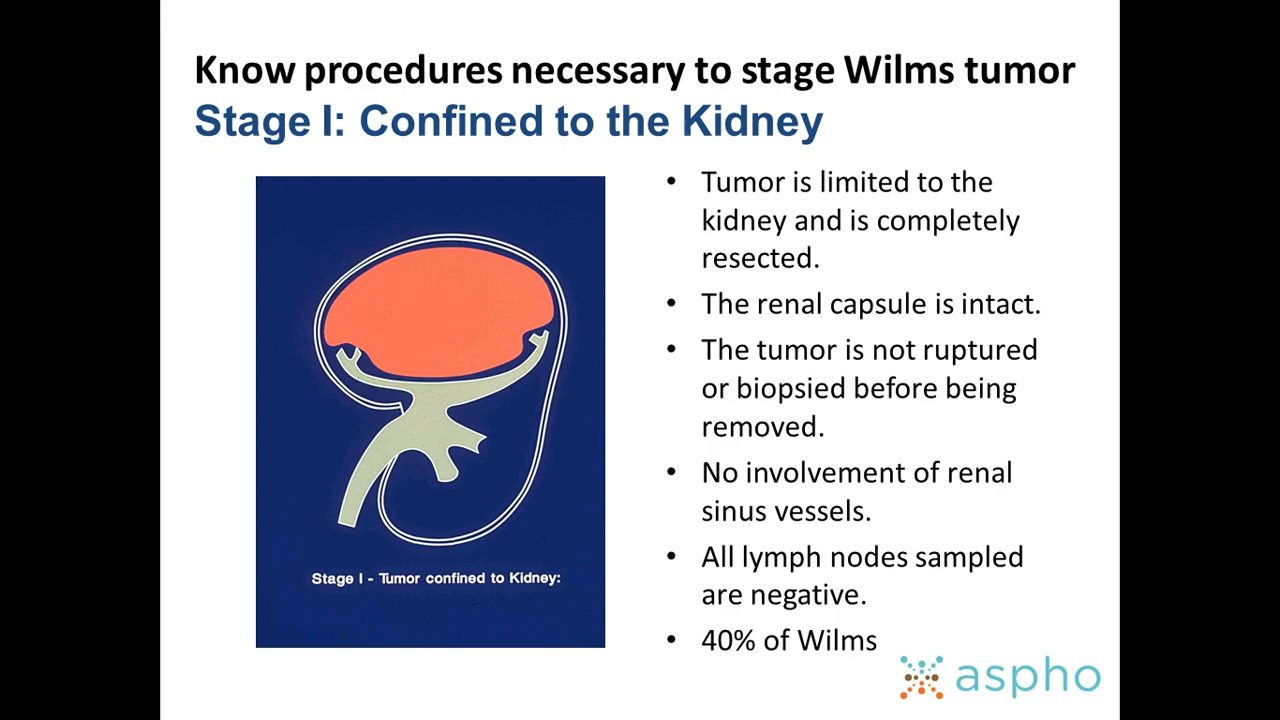 Know procedures necessary to stage Wilms tumor
Stage I: Confined to the Kidney
• Tumor is limited to the
kidney and is completely
resected.
• The renal capsule is intact.
• The tumor is not ruptured
or biopsied before being
removed.
• No involvement of renal
sinus vessels.
• All lymph nodes sampled
are negative.
• 40% of Wilms
Stage I - Tumor confined to Kidney:
aspho